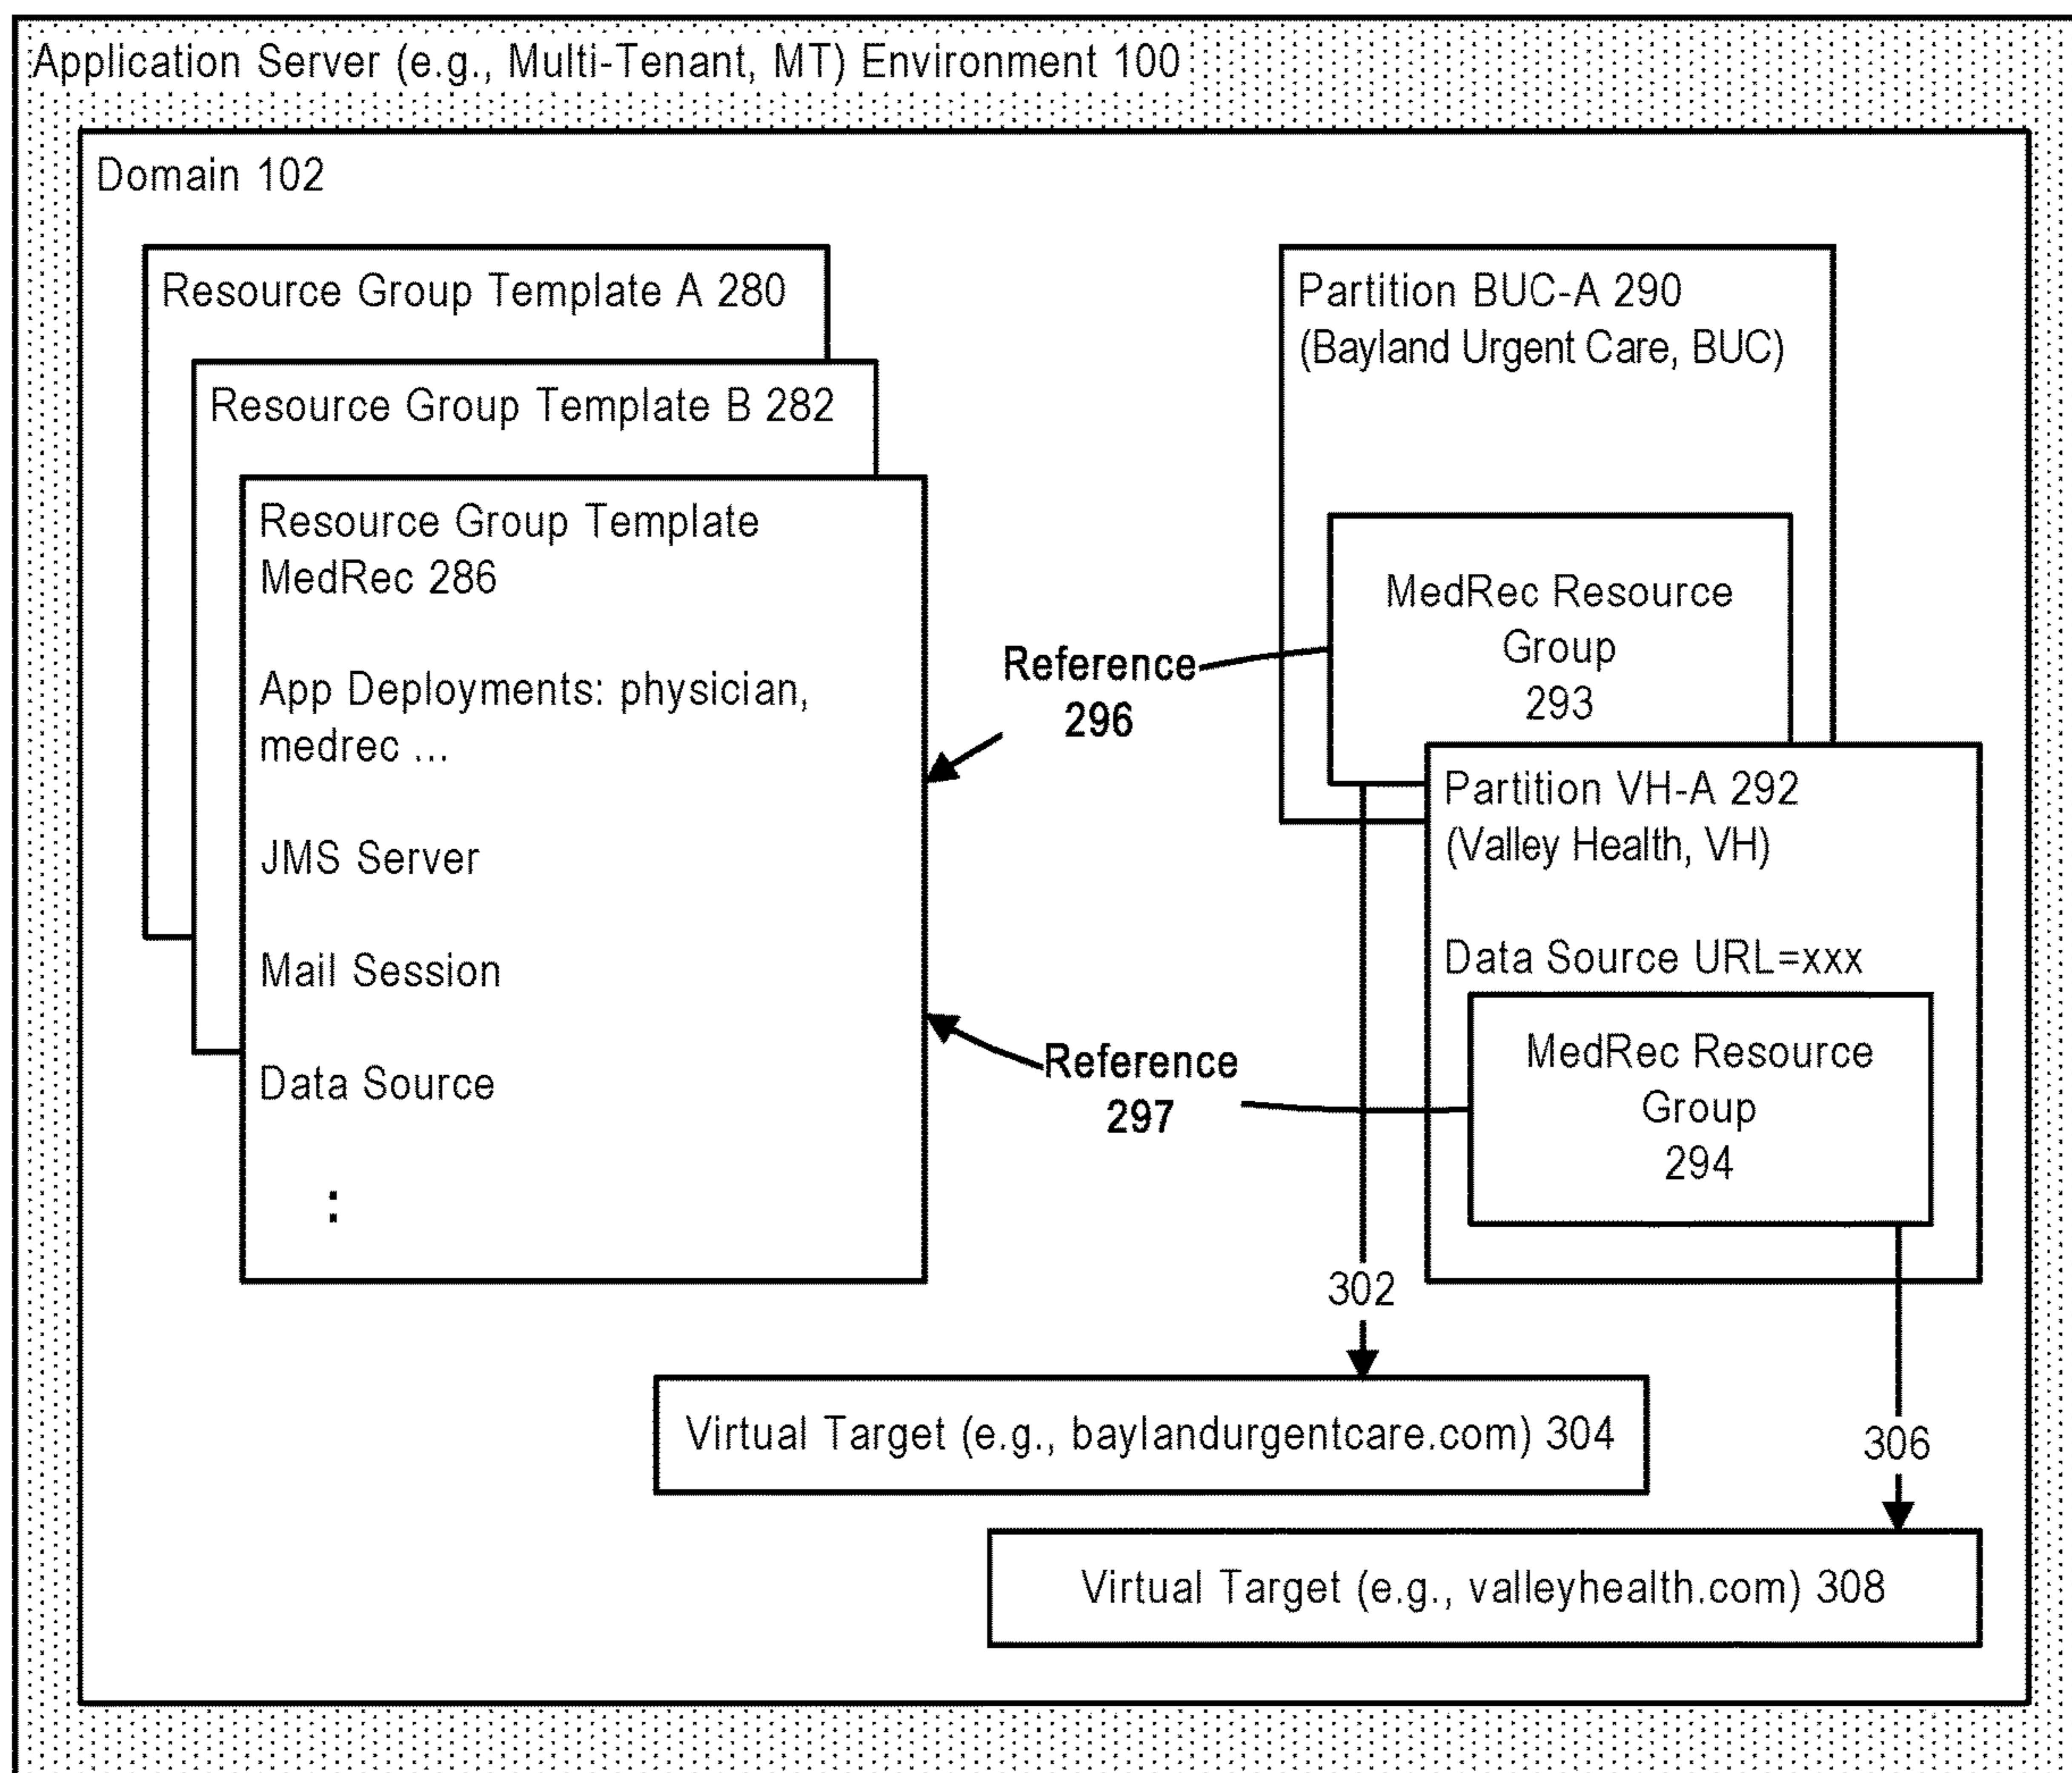 Application Server (e.g., Multi-Tenant, MT) Environment 100
Domain 102
Resource Group Template A 280
Resource Group Template B 282
Resource Group Template
MedRec 286
App Deployments: physician,
medrec ...
JMS Server
Mail Session
Data Source
:
Reference
296
Reference
297
Partition BUC-A 290
(Bayland Urgent Care, BUC)
MedRec Resource
Group
293
Partition VH-A 292
(Valley Health, VH)
Data Source URL=xxx
MedRec Resource
Group
294
302
306
Virtual Target (e.g., baylandurgentcare.com) 304
Virtual Target (e.g., valleyhealth.com) 308